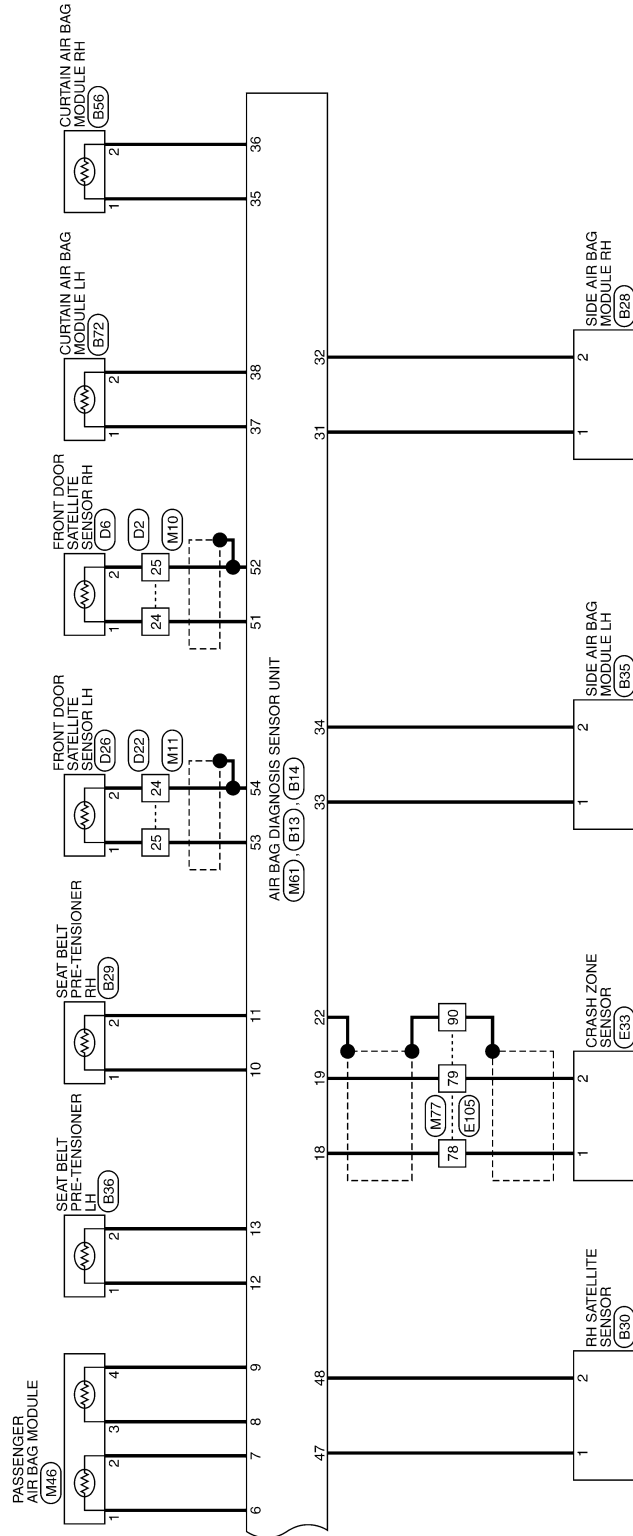 PASSENGER
AIR BAG MODULE
M46
1
2
3
4
6
7
8
9
SEAT BELT
PRE-TENSIONER
LH
B36
1
2
12
13
SEAT BELT
PRE-TENSIONER
RH
B29
1
2
10
11
FRONT DOOR
SATELLITE
SENSOR LH
D26
D22
M11
1
2
25
24
53
54
FRONT DOOR
SATELLITE
SENSOR RH
D6
D2
M10
1
2
24
25
51
52
CURTAIN AIR BAG
MODULE LH
B72
1
2
37
38
CURTAIN AIR BAG
MODULE RH
B56
1
2
35
36
AIR BAG DIAGNOSIS SENSOR UNIT
M61 , B13 , B14
47
48
1
2
RH SATELLITE
SENSOR
B30
18
19
22
M77
E105
78
79
90
1
2
CRASH ZONE
SENSOR
E33
33
34
1
2
SIDE AIR BAG
MODULE LH
B35
31
32
1
2
SIDE AIR BAG
MODULE RH
B28